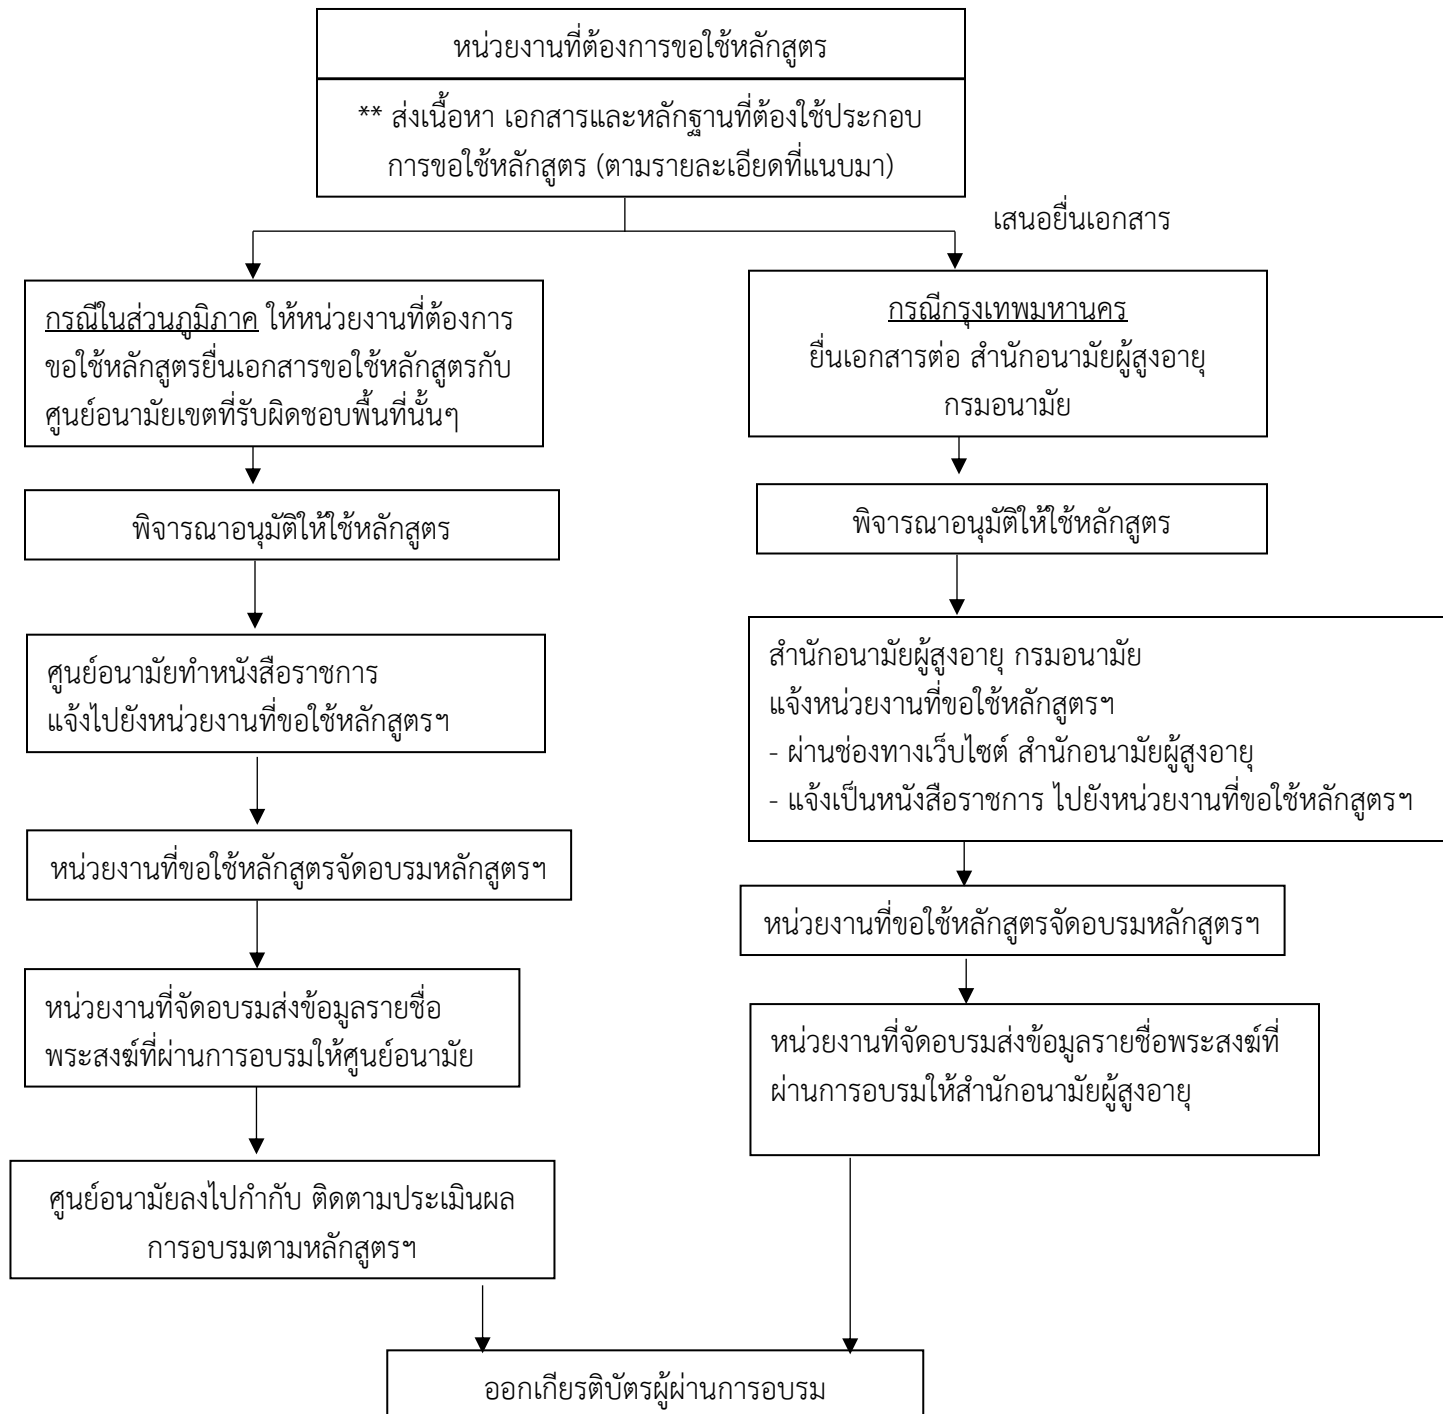 หน่วยงานที่ต้องการขอใช้หลักสูตร
** ส่งเนื้อหา เอกสารและหลักฐานที่ต้องใช้ประกอบ
การขอใช้หลักสูตร (ตามรายละเอียดที่แนบมา)
เสนอยื่นเอกสาร
กรณีในส่วนภูมิภาค ให้หน่วยงานที่ต้องการ
ขอใช้หลักสูตรยื่นเอกสารขอใช้หลักสูตรกับ
ศูนย์อนามัยเขตที่รับผิดชอบพื้นที่นั้นๆ
พิจารณาอนุมัติให้ใช้หลักสูตร
ศูนย์อนามัยทำหนังสือราชการ
แจ้งไปยังหน่วยงานที่ขอใช้หลักสูตรฯ
หน่วยงานที่ขอใช้หลักสูตรจัดอบรมหลักสูตรฯ
หน่วยงานที่จัดอบรมส่งข้อมูลรายชื่อ
พระสงฆ์ที่ผ่านการอบรมให้ศูนย์อนามัย
ศูนย์อนามัยลงไปกำกับ ติดตามประเมินผล
การอบรมตามหลักสูตรฯ
กรณีกรุงเทพมหานคร
ยื่นเอกสารต่อ สำนักอนามัยผู้สูงอายุ
กรมอนามัย
พิจารณาอนุมัติให้ใช้หลักสูตร
สำนักอนามัยผู้สูงอายุ กรมอนามัย
แจ้งหน่วยงานที่ขอใช้หลักสูตรฯ
- ผ่านช่องทางเว็บไซต์ สำนักอนามัยผู้สูงอายุ
- แจ้งเป็นหนังสือราชการ ไปยังหน่วยงานที่ขอใช้หลักสูตรฯ
หน่วยงานที่ขอใช้หลักสูตรจัดอบรมหลักสูตรฯ
หน่วยงานที่จัดอบรมส่งข้อมูลรายชื่อพระสงฆ์ที่
ผ่านการอบรมให้สำนักอนามัยผู้สูงอายุ
ออกเกียรติบัตรผู้ผ่านการอบรม